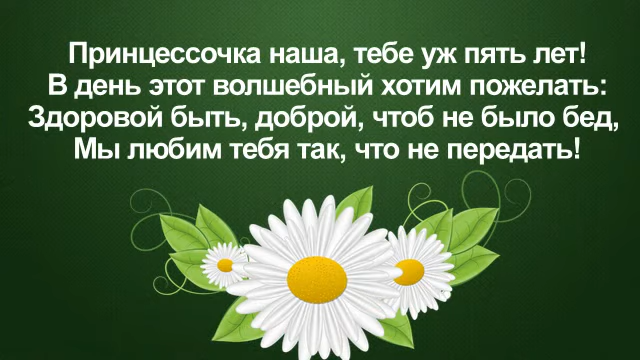 Принцессочка наша, тебе уж пять лет!
В день этот волшебный хотим пожелать:
Здоровой быть, доброй, чтоб не было бед,
Мы любим тебя так, что не передать!